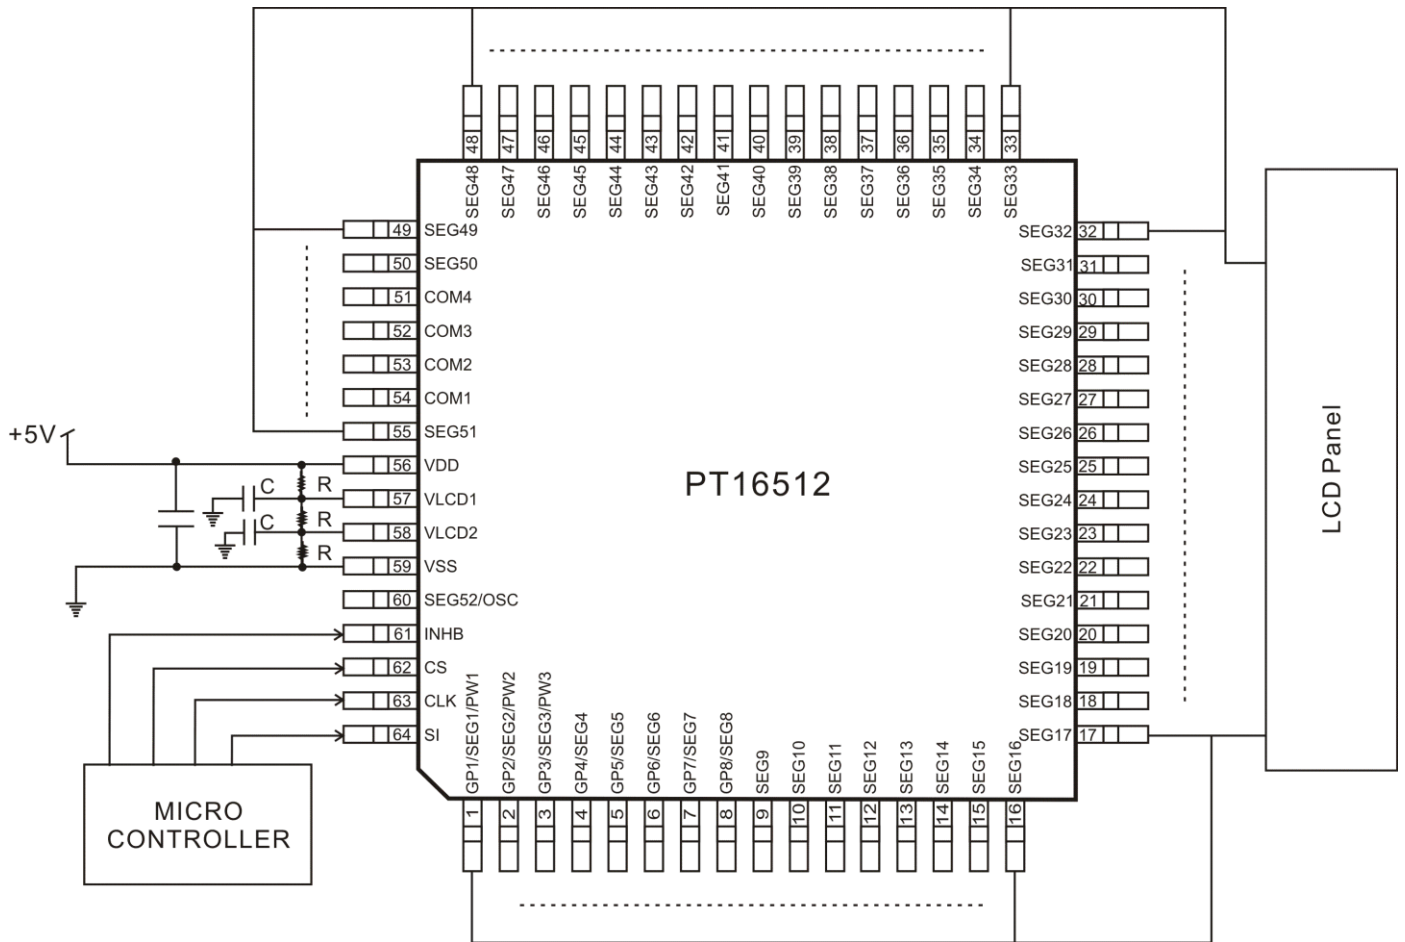 48
47
46
45
44
43
42
41
40
39
38
37
36
35
34
33
SEG48
SEG47
SEG46
SEG45
SEG44
SEG43
SEG42
SEG41
SEG40
SEG39
SEG38
SEG37
SEG36
SEG35
SEG34
SEG33
49 SEG49
50 SEG50
51 COM4
52 COM3
53 COM2
54 COM1
55 SEG51
56 VDD
57 VLCD1
58 VLCD2
59 VSS
60 SEG52/OSC
61 INHB
62 CS
63 CLK
64 SI
+5V
C
R
C
R
R
PT16512
SEG32 32
SEG31 31
SEG30 30
SEG29 29
SEG28 28
SEG27 27
SEG26 26
SEG25 25
SEG24 24
SEG23 23
SEG22 22
SEG21 21
SEG20 20
SEG19 19
SEG18 18
SEG17 17
LCD Panel
GP1/SEG1/PW1
GP2/SEG2/PW2
GP3/SEG3/PW3
GP4/SEG4
GP5/SEG5
GP6/SEG6
GP7/SEG7
GP8/SEG8
SEG9
SEG10
SEG11
SEG12
SEG13
SEG14
SEG15
SEG16
1
2
3
4
5
6
7
8
9
10
11
12
13
14
15
16
MICRO
CONTROLLER